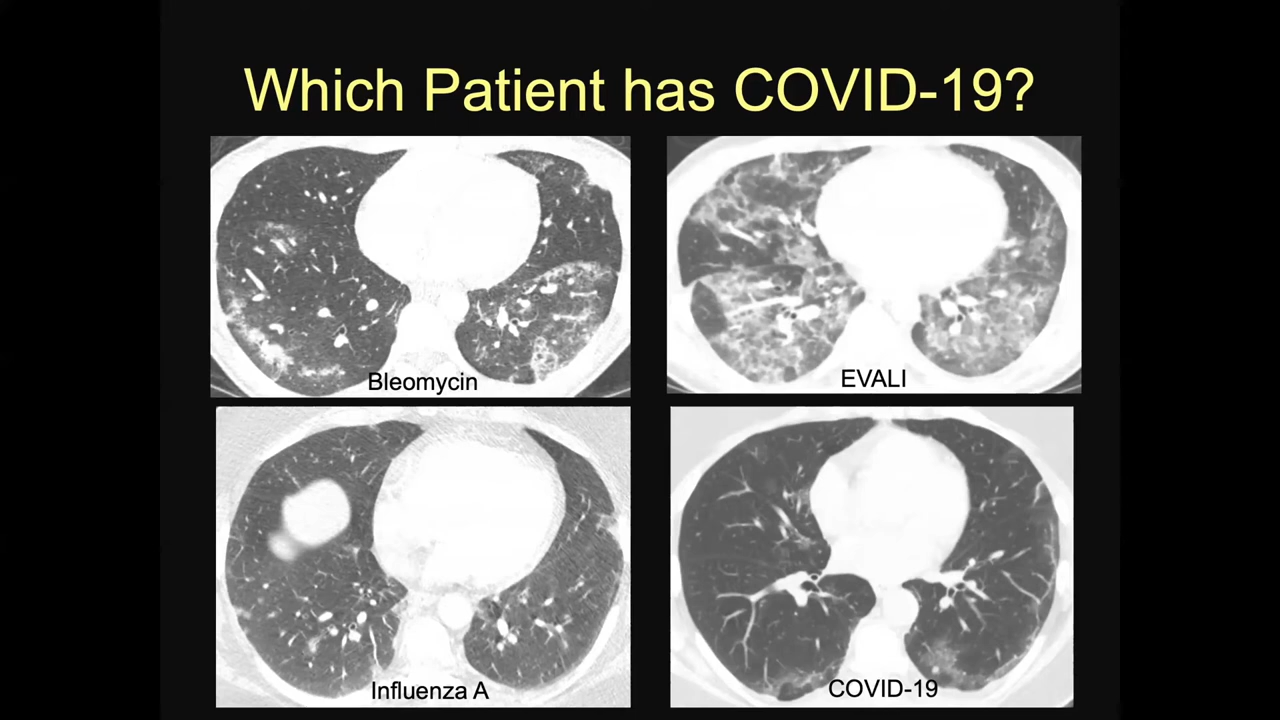 Which Patient has COVID-19?
Bleomycin
EVALI
Influenza A
COVID-19